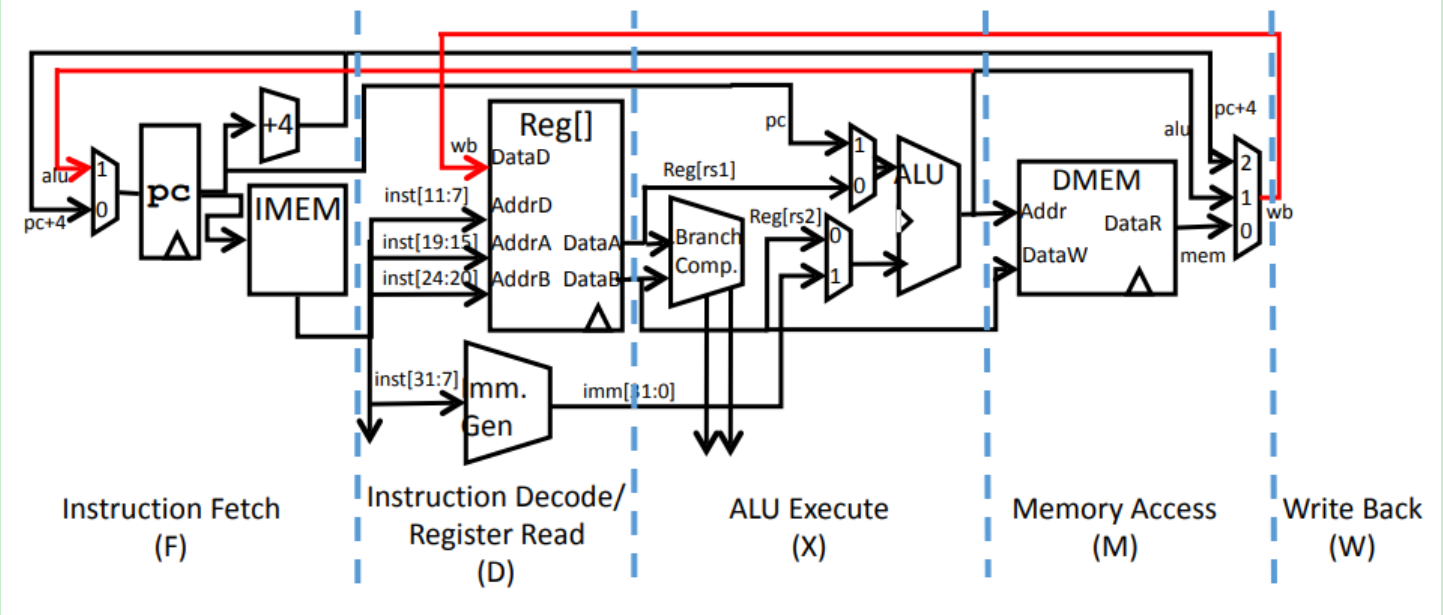 alu
pc+4
1
0
pc
+4
IMEM
wb
Reg[]
DataD
inst[11:7]
AddrD
inst[19:15]
AddrA
DataA
inst[24:20]
AddrB
DataB
inst[31:7]
Imm.
Gen
imm[31:0]
pc
Reg[rs1]
1
0
Reg[rs2]
0
1
Branch
Comp.
ALU
DMEM
Addr
DataR
DataW
pc+4
alu
mem
2
1
0
wb
Instruction Fetch
(F)
Instruction Decode/
Register Read
(D)
ALU Execute
(X)
Memory Access
(M)
Write Back
(W)